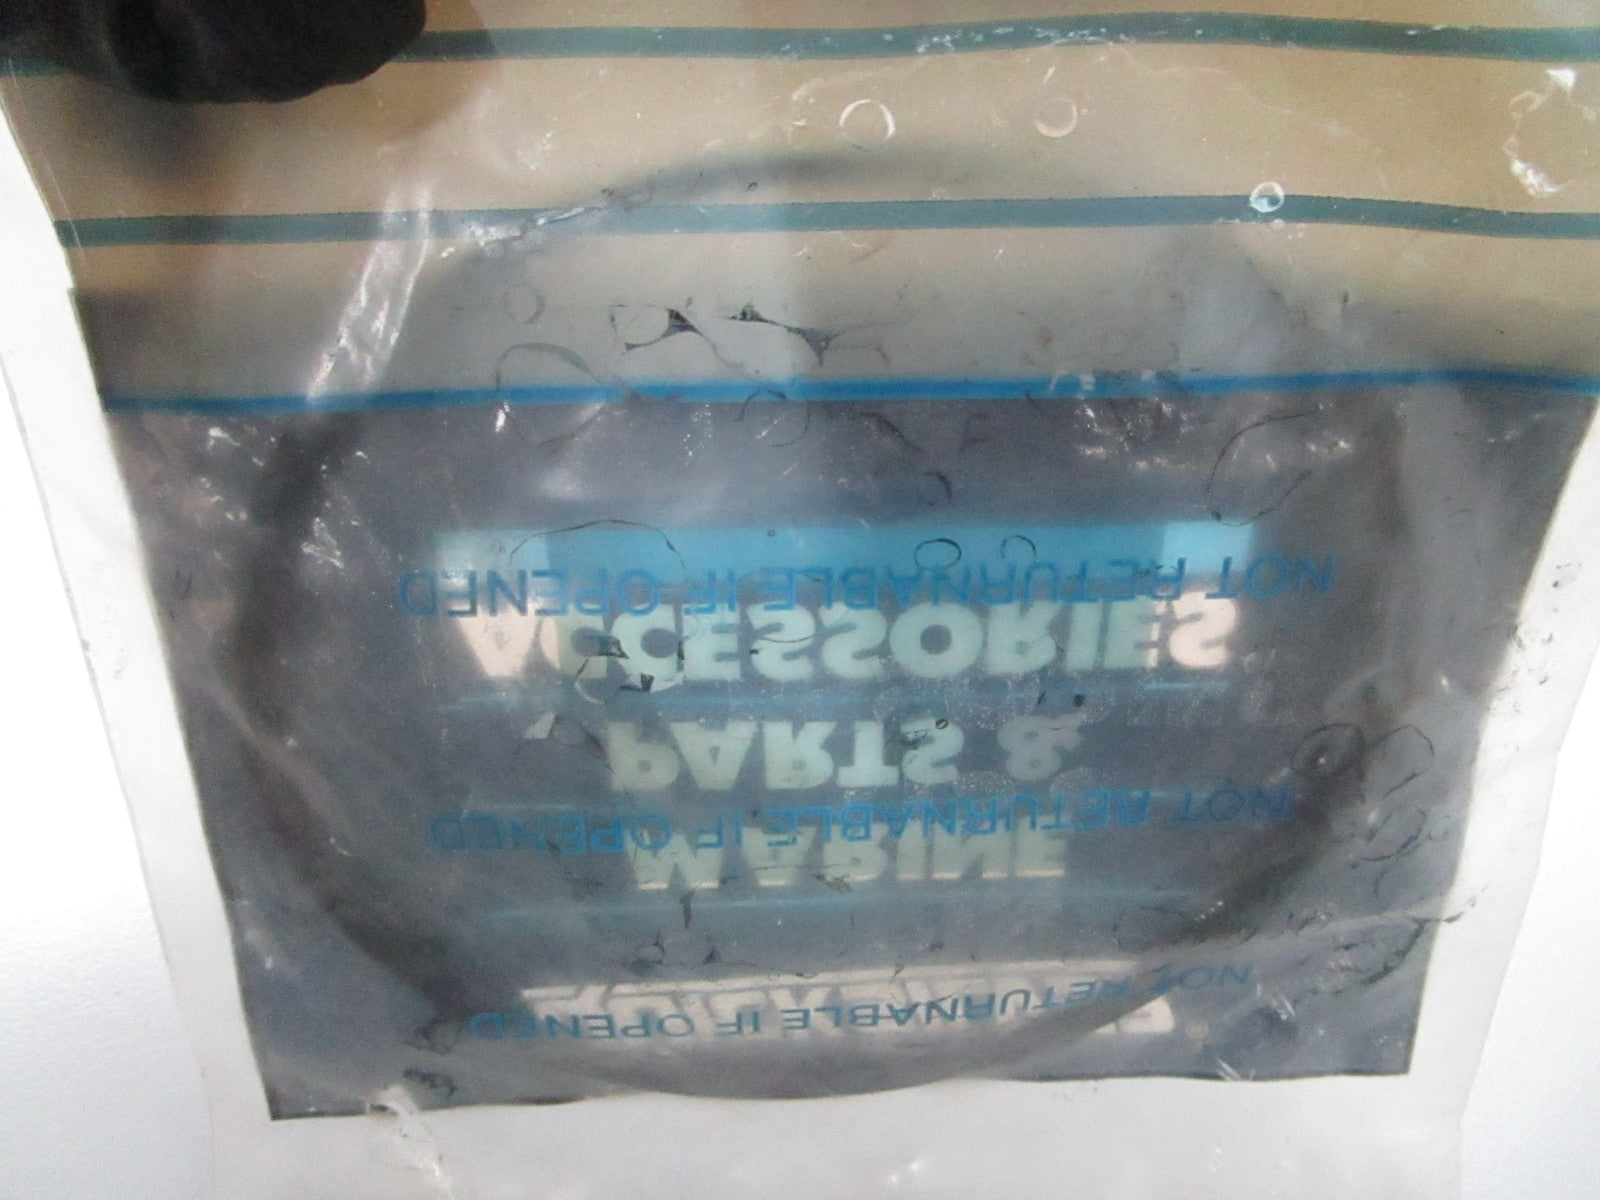 NOT RETURNABLE IF OPENED
MARINE
NOT RETURNABLE IF OPENED
PARTS &
ACCESSORIES
NOT RETURNABLE IF OPENED